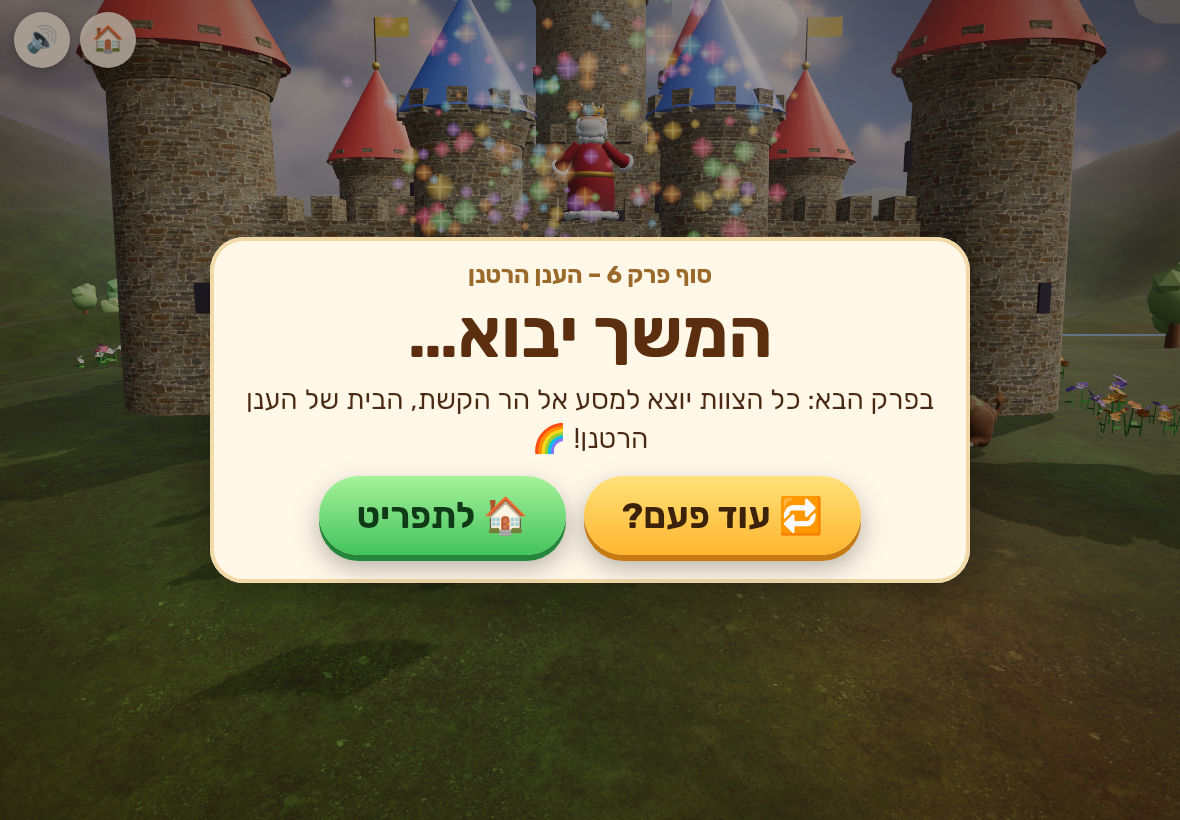 סוף פרק 6 – הענן הרטנן
המשך יבוא...
בפרק הבא: כל הצוות יוצא למסע אל הר הקשת, הבית של הענן
הרטנן! 🌈
🔁 עוד פעם?
🏠 לתפריט